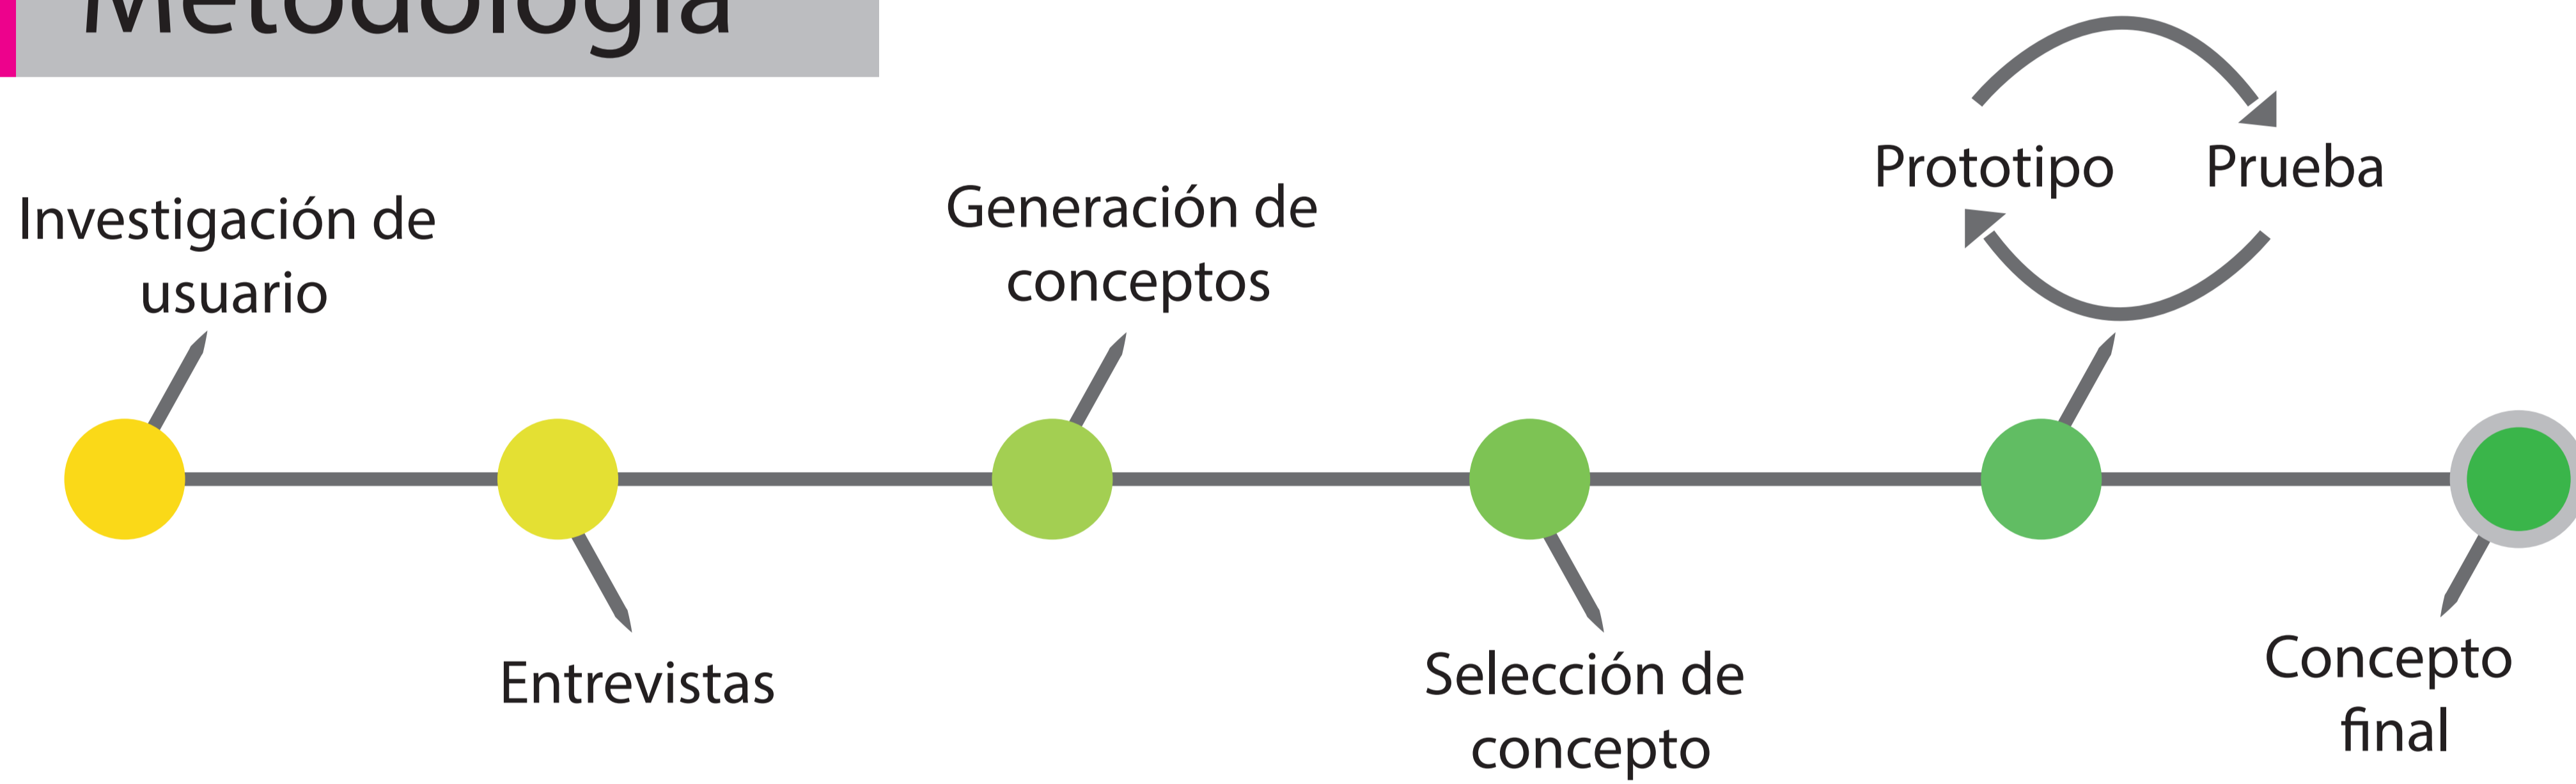 Metodología
Investigación de
usuario
Entrevistas
Generación de
conceptos
Selección de
concepto
Prototipo
Prueba
Concepto
final